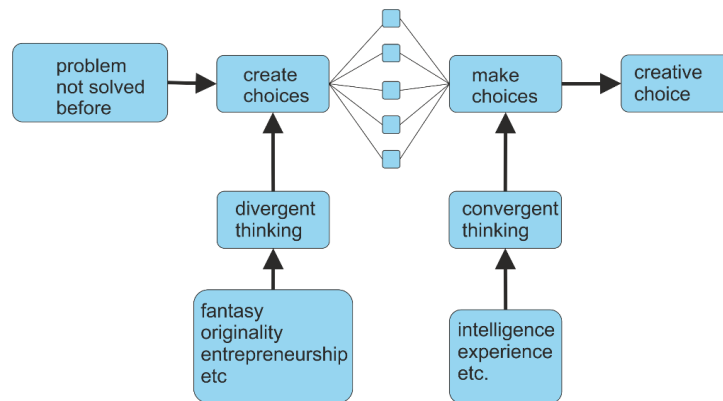 problem
not solved
before
create
choices
make
choices
creative
choice
divergent
thinking
convergent
thinking
fantasy
originality
entrepreneurship
etc
intelligence
experience
etc.